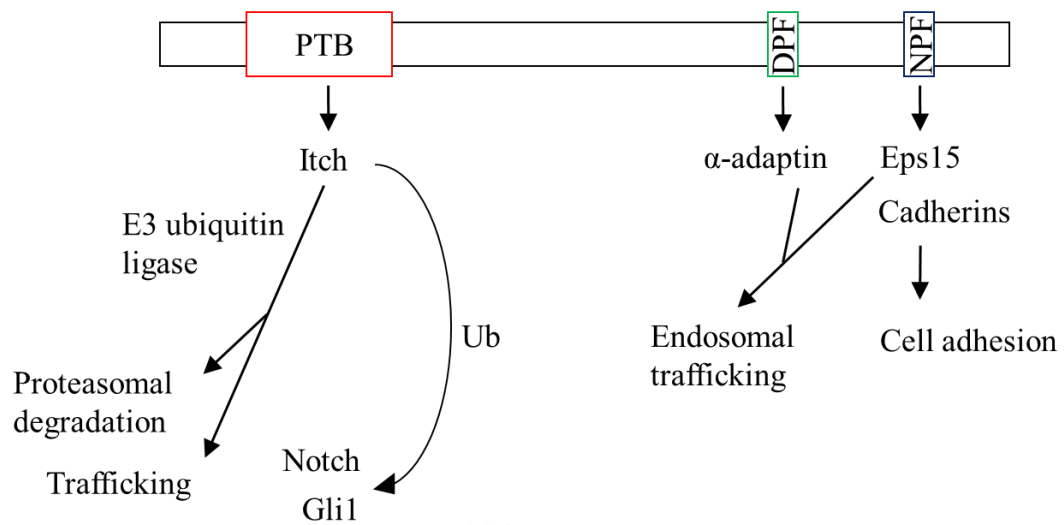 PTB
DPF
NPF
Itch
α-adaptin
Eps15
Cadherins
E3 ubiquitin
ligase
Ub
Endosomal
trafficking
Cell adhesion
Proteasomal
degradation
Trafficking
Notch
Gli1